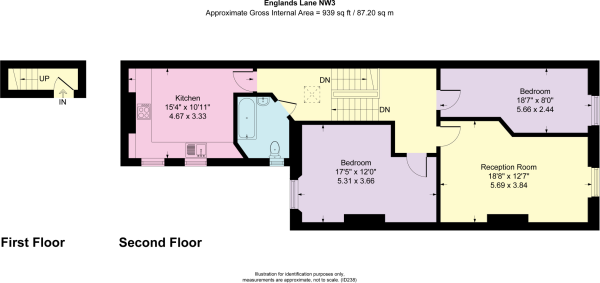 Englands Lane NW3
Approximate Gross Internal Area = 939 sq ft / 87.20 sq m
UP
IN
Kitchen
15'4" x 10'11"
4.67 x 3.33
DN
DN
Bedroom
18'7" x 8'0"
5.66 x 2.44
Bedroom
17'5" x 12'0"
5.31 x 3.66
Reception Room
18'8" x 12'7"
5.69 x 3.84
First Floor
Second Floor
Illustration for identification purposes only,
measurements are approximate, not to scale. (ID238)